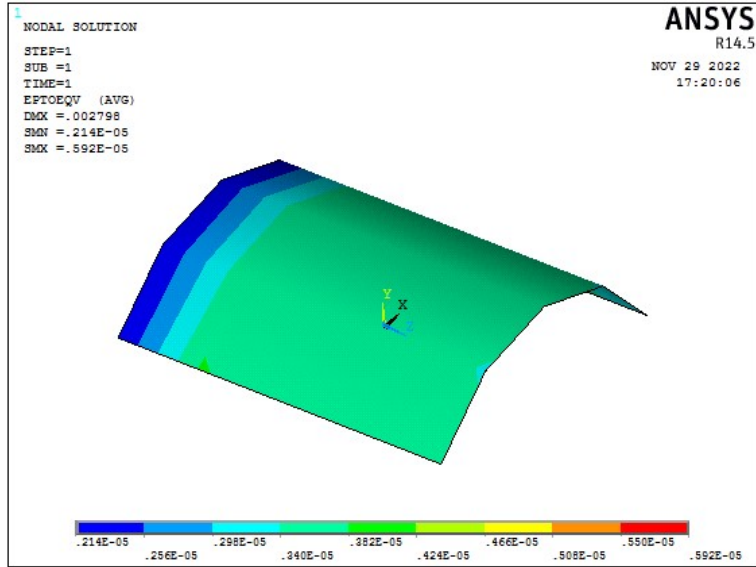 1
NODAL SOLUTION
STEP=1
SUB =1
TIME=1
EPTOEQV (AVG)
DMX =.002798
SMN =.214E-05
SMX =.592E-05
ANSYS
R14.5
NOV 29 2022
17:20:06
Y
X
Z
.214E-05 .298E-05 .382E-05 .466E-05 .550E-05
.256E-05 .340E-05 .424E-05 .508E-05 .592E-05